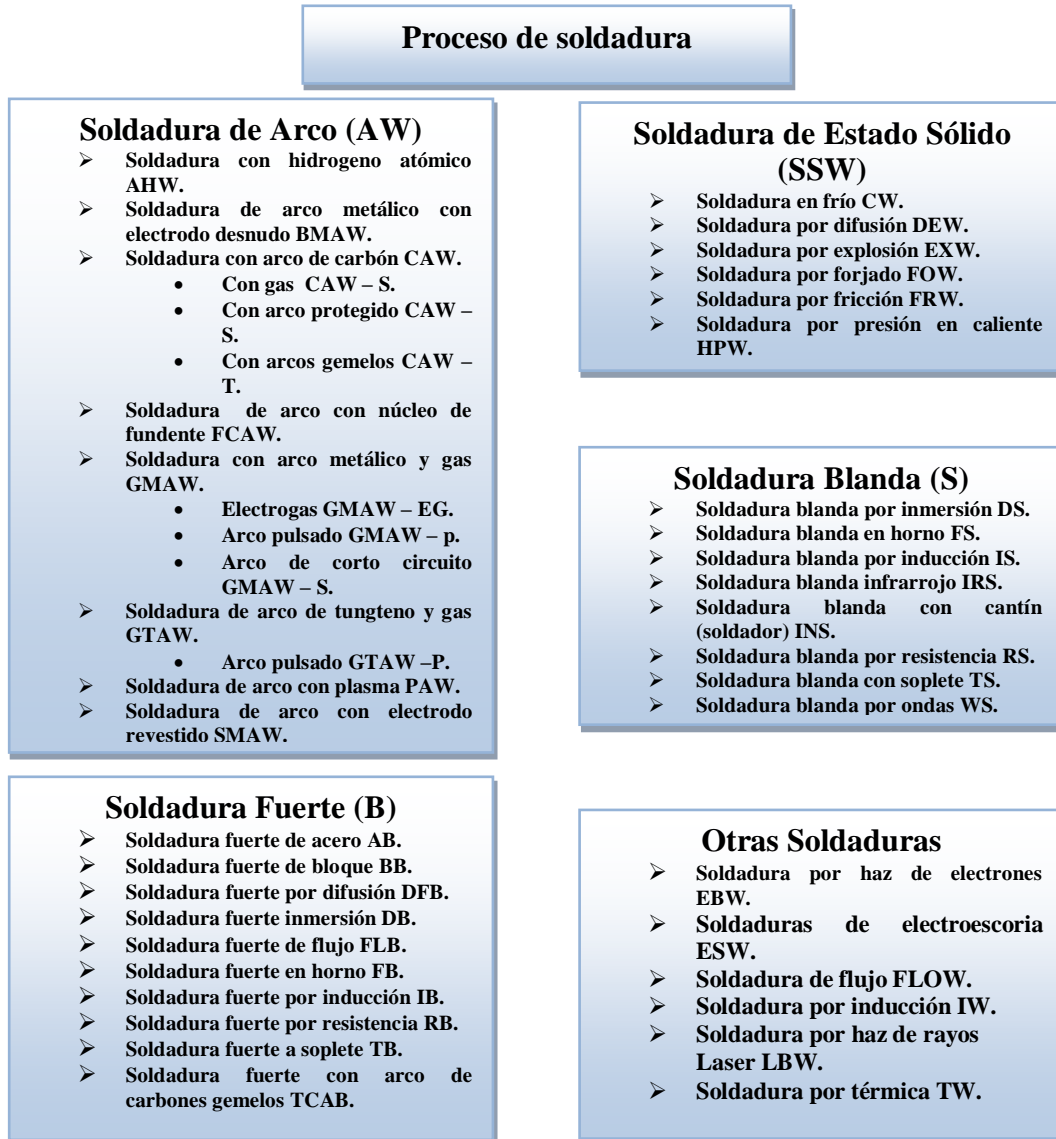 Proceso de soldadura
Soldadura de Arco (AW)
➢ Soldadura con hidrogeno atómico
AHW.
➢ Soldadura de arco metálico con
electrodo desnudo BMAW.
➢ Soldadura con arco de carbón CAW.
• Con gas CAW – S.
• Con arco protegido CAW –
S.
• Con arcos gemelos CAW –
T.
➢ Soldadura de arco con núcleo de
fundente FCAW.
➢ Soldadura con arco metálico y gas
GMAW.
• Electrogas GMAW – EG.
• Arco pulsado GMAW – p.
• Arco de corto circuito
GMAW – S.
➢ Soldadura de arco de tungteno y gas
GTAW.
• Arco pulsado GTAW –P.
➢ Soldadura de arco con plasma PAW.
➢ Soldadura de arco con electrodo
revestido SMAW.
Soldadura Fuerte (B)
➢ Soldadura fuerte de acero AB.
➢ Soldadura fuerte de bloque BB.
➢ Soldadura fuerte por difusión DFB.
➢ Soldadura fuerte inmersión DB.
➢ Soldadura fuerte de flujo FLB.
➢ Soldadura fuerte en horno FB.
➢ Soldadura fuerte por inducción IB.
➢ Soldadura fuerte por resistencia RB.
➢ Soldadura fuerte a soplete TB.
➢ Soldadura fuerte con arco de
carbones gemelos TCAB.
Soldadura de Estado Sólido
(SSW)
➢ Soldadura en frío CW.
➢ Soldadura por difusión DEW.
➢ Soldadura por explosión EXW.
➢ Soldadura por forjado FOW.
➢ Soldadura por fricción FRW.
➢ Soldadura por presión en caliente
HPW.
Soldadura Blanda (S)
➢ Soldadura blanda por inmersión DS.
➢ Soldadura blanda en horno FS.
➢ Soldadura blanda por inducción IS.
➢ Soldadura blanda infrarrojo IRS.
➢ Soldadura blanda con cantín
(soldador) INS.
➢ Soldadura blanda por resistencia RS.
➢ Soldadura blanda con soplete TS.
➢ Soldadura blanda por ondas WS.
Otras Soldaduras
➢ Soldadura por haz de electrones
EBW.
➢ Soldaduras de electroescoria
ESW.
➢ Soldadura de flujo FLOW.
➢ Soldadura por inducción IW.
➢ Soldadura por haz de rayos
Laser LBW.
➢ Soldadura por térmica TW.